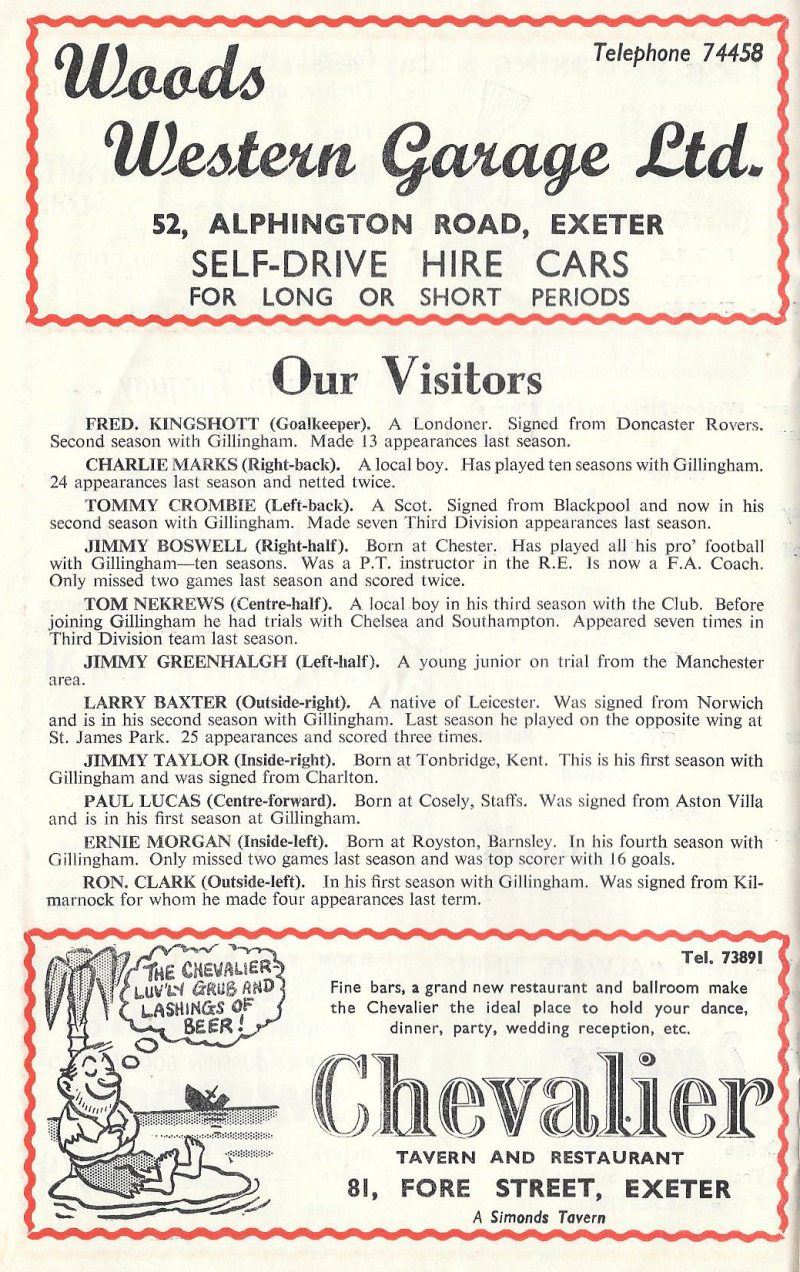 Telephone 74458
Woods
Western Garage Ltd.
52, ALPHINGTON ROAD, EXETER
SELF-DRIVE HIRE CARS
FOR LONG OR SHORT PERIODS
Our Visitors
FRED. KINGSHOTT (Goalkeeper). A Londoner. Signed from Doncaster Rovers.
Second season with Gillingham. Made 13 appearances last season.
CHARLIE MARKS (Right-back). A local boy. Has played ten seasons with Gillingham.
24 appearances last season and netted twice.
TOMMY CROMBIE (Left-back). A Scot. Signed from Blackpool and now in his
second season with Gillingham. Made seven Third Division appearances last season.
JIMMY BOSWELL (Right-half). Born at Chester. Has played all his pro' football
with Gillingham—ten seasons. Was a P.T. instructor in the R.E. Is now a F.A. Coach.
Only missed two games last season and scored twice.
TOM NEKREWS (Centre-half). A local boy in his third season with the Club. Before
joining Gillingham he had trials with Chelsea and Southampton. Appeared seven times in
Third Division team last season.
JIMMY GREENHALGH (Left-half). A young junior on trial from the Manchester
area.
LARRY BAXTER (Outside-right). A native of Leicester. Was signed from Norwich
and is in his second season with Gillingham. Last season he played on the opposite wing at
St. James Park. 25 appearances and scored three times.
JIMMY TAYLOR (Inside-right). Born at Tonbridge, Kent. This is his first season with
Gillingham and was signed from Charlton.
PAUL LUCAS (Centre-forward). Born at Cosely, Staffs. Was signed from Aston Villa
and is in his first season at Gillingham.
ERNIE MORGAN (Inside-left). Born at Royston, Barnsley. In his fourth season with
Gillingham. Only missed two games last season and was top scorer with 16 goals.
RON. CLARK (Outside-left). In his first season with Gillingham. Was signed from Kil-
marnock for whom he made four appearances last term.
THE CHEVALIER-
LUV'LY GRUB AND
LASHINGS OF
BEER!
Tel. 73891
Fine bars, a grand new restaurant and ballroom make
the Chevalier the ideal place to hold your dance,
dinner, party, wedding reception, etc.
Chevalier
TAVERN AND RESTAURANT
81, FORE STREET, EXETER
A Simonds Tavern